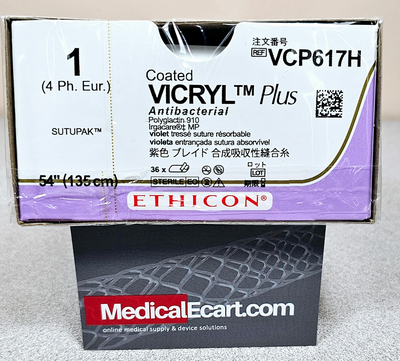 1
(4 Ph. Eur.)
SUTUPAK™
54" (135 cm)
注文番号
REF VCP617H
Coated
VICRYL™ Plus
Antibacterial
Polyglactin 910
Irgacare®‡ MP
violet tressé suture résorbable
violeta entrançada sutura absorvível
紫色 ブレイド 合成吸収性縫合糸
36 x
STERILE EO
ロット
LOT
期限
ETHICON®
MedicalEcart.com
online medical supply & device solutions